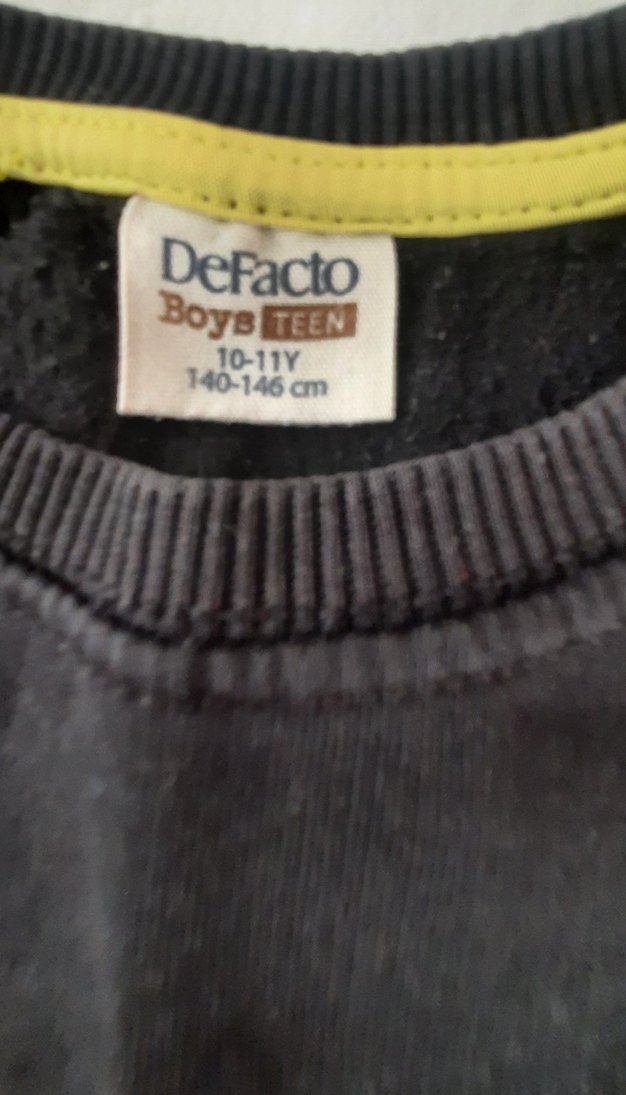 DeFacto
Boys TEEN
10-11Y
140-146 cm